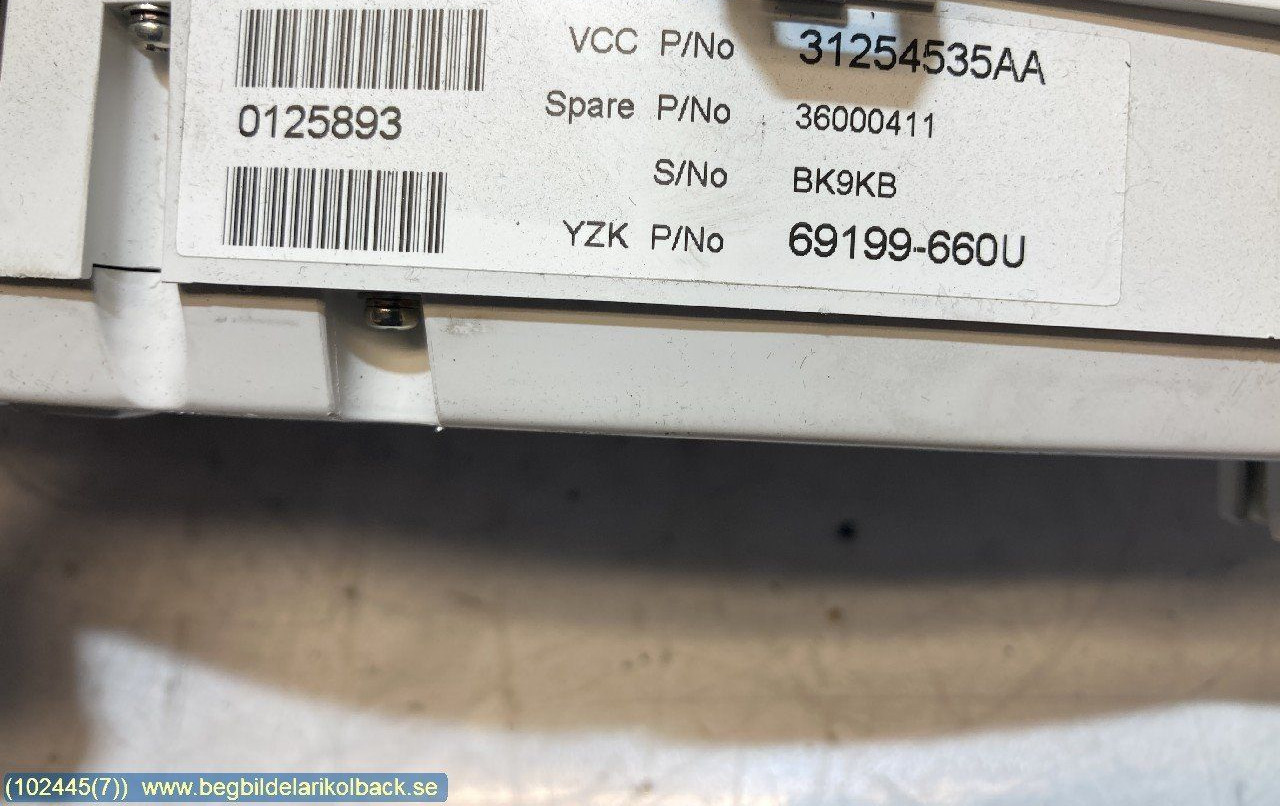 VCC P/No 31254535AA
0125893
Spare P/No 36000411
S/No BK9KB
YZK P/No 69199-660U
(102445(7)) www.begbildelarikolback.se